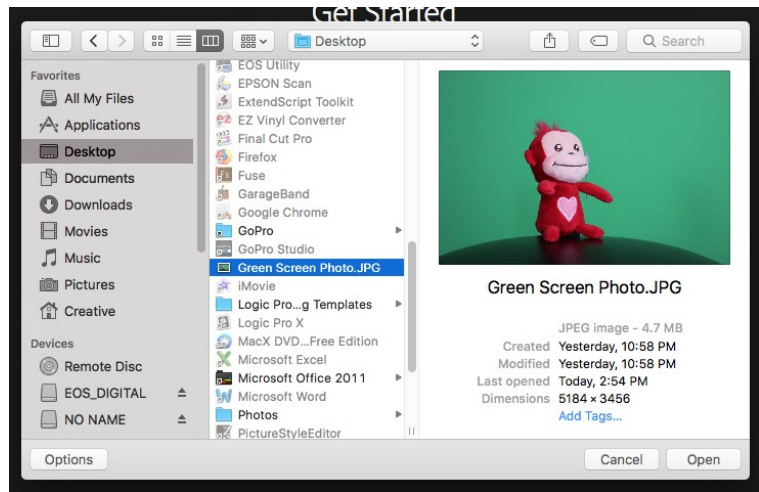 Get Started
Desktop
Search
Favorites
All My Files
Applications
Desktop
Documents
Downloads
Movies
Music
Pictures
Creative
Devices
Remote Disc
EOS_DIGITAL
NO NAME
EOS Utility
EPSON Scan
ExtendScript Toolkit
EZ Vinyl Converter
Final Cut Pro
Firefox
Fs Fuse
GarageBand
Google Chrome
GoPro
GoPro Studio
Green Screen Photo.JPG
iMovie
Logic Pro...g Templates
Logic Pro X
MacX DVD...Free Edition
Microsoft Excel
Microsoft Office 2011
Microsoft Word
Photos
PictureStyleEditor
Green Screen Photo.JPG
JPEG image - 4.7 MB
Created Yesterday, 10:58 PM
Modified Yesterday, 10:58 PM
Last opened Today, 2:54 PM
Dimensions 5184 × 3456
Add Tags...
Options
Cancel
Open